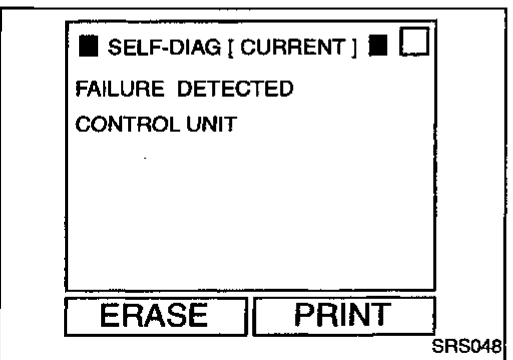 ■ SELF-DIAG [ CURRENT ] ■ □
FAILURE DETECTED
CONTROL UNIT
ERASE PRINT
SRS048